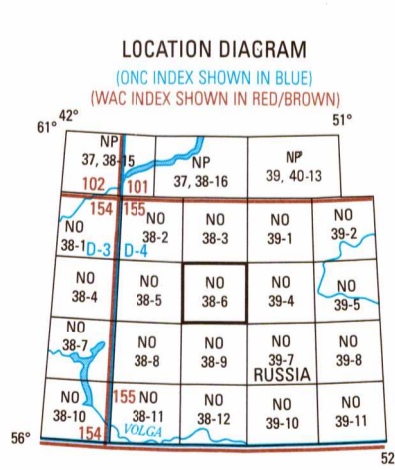 LOCATION DIAGRAM
(ONC INDEX SHOWN IN BLUE)
(WAC INDEX SHOWN IN RED/BROWN)
42° 51°
61°
NP NP NP
37, 38-15 37, 38-16 39, 40-13
102 101
154 155
NO NO NO NO NO
38-1 38-2 38-3 39-1 39-2
D-3 D-4
NO NO NO NO NO
38-4 38-5 38-6 39-4 39-5
NO NO NO NO NO
38-7 38-8 38-9 39-7 39-8
RUSSIA
155
NO NO NO NO NO
38-10 38-11 38-12 39-10 39-11
154 VOLGA
56° 52